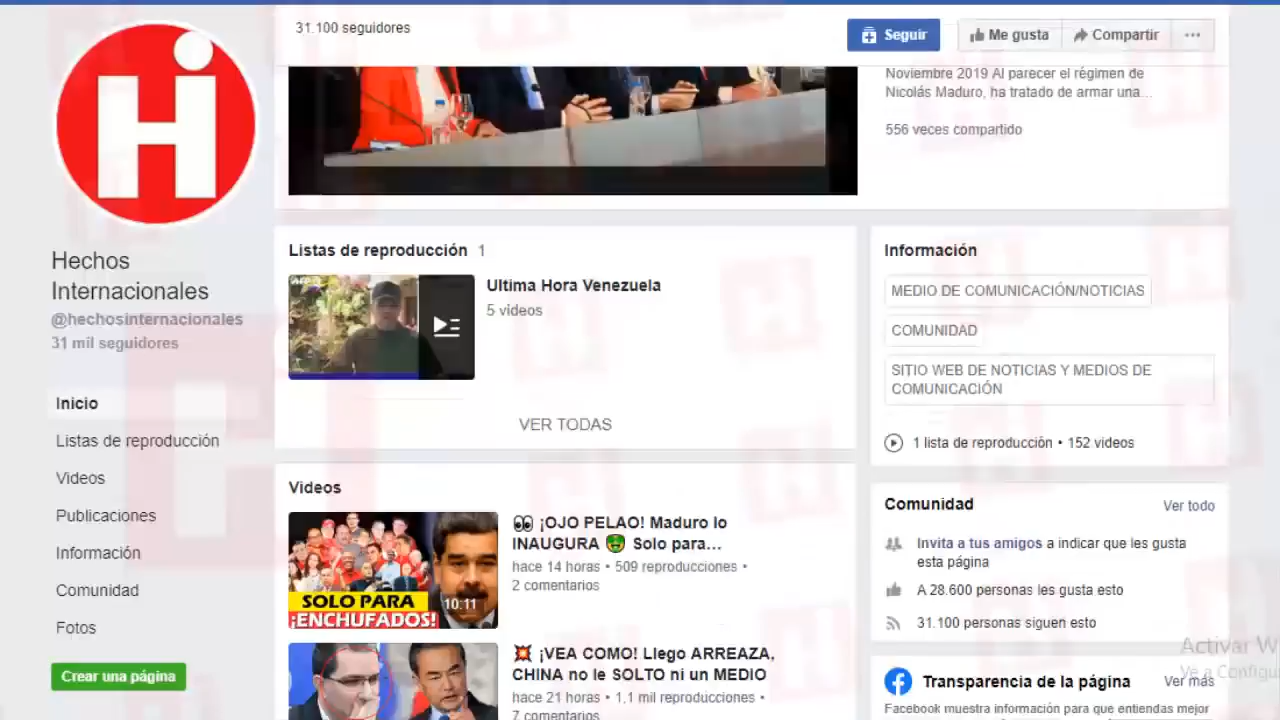 31.100 seguidores
Seguir
Me gusta
Compartir
Noviembre 2019 Al parecer el régimen de
Nicolás Maduro, ha tratado de armar una...
556 veces compartido
Hi
Hechos
Internacionales
@hechosinternacionales
31 mil seguidores
Inicio
Listas de reproducción
Videos
Publicaciones
Información
Comunidad
Fotos
Crear una página
Listas de reproducción 1
Ultima Hora Venezuela
5 videos
VER TODAS
Videos
👀 ¡OJO PELAO! Maduro lo
INAUGURA 🤠 Solo para...
hace 14 horas • 509 reproducciones •
2 comentarios
SOLO PARA
¡ENCHUFADOS!
10:11
💥 ¡VEA COMO! Llego ARREAZA,
CHINA no le SOLTO ni un MEDIO
hace 21 horas • 1,1 mil reproducciones •
7 comentarios
Información
MEDIO DE COMUNICACIÓN/NOTICIAS
COMUNIDAD
SITIO WEB DE NOTICIAS Y MEDIOS DE
COMUNICACIÓN
1 lista de reproducción • 152 videos
Comunidad
Ver todo
Invita a tus amigos a indicar que les gusta
esta página
A 28.600 personas les gusta esto
31.100 personas siguen esto
Activar W
Ve a Configu
Transparencia de la página
Ver más
Facebook muestra información para que entiendas mejor